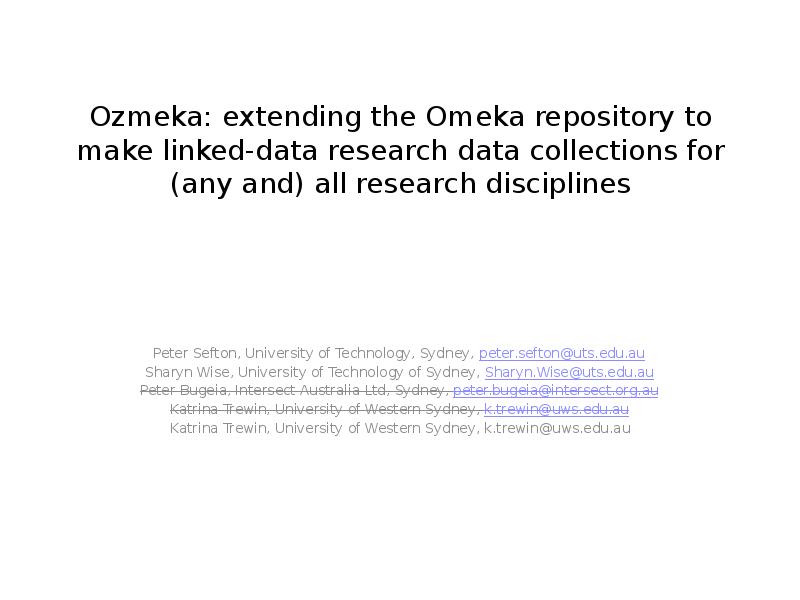 Ozmeka: extending the Omeka repository to
make linked-data research data collections for
(any and) all research disciplines
Peter Sefton, University of Technology, Sydney, peter.sefton@uts.edu.au
Sharyn Wise, University of Technology of Sydney, Sharyn.Wise@uts.edu.au
Peter Bugeia, Intersect Australia Ltd, Sydney, peter.bugeia@intersect.org.au
Katrina Trewin, University of Western Sydney, k.trewin@uws.edu.au
Katrina Trewin, University of Western Sydney, k.trewin@uws.edu.au